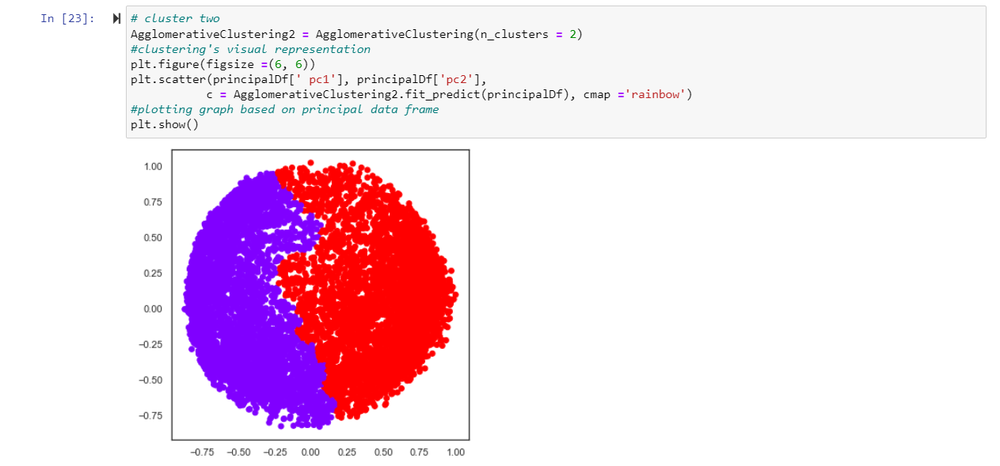 In [23]:
# cluster two
AgglomerativeClustering2 = AgglomerativeClustering(n_clusters = 2)
#clustering's visual representation
plt.figure(figsize =(6, 6))
plt.scatter(principalDf[' pc1'], principalDf['pc2'],
c = AgglomerativeClustering2.fit_predict(principalDf), cmap ='rainbow')
#plotting graph based on principal data frame
plt.show()
1.00
0.75
0.50
0.25
0.00
−0.25
−0.50
−0.75
−0.75 −0.50 −0.25 0.00 0.25 0.50 0.75 1.00